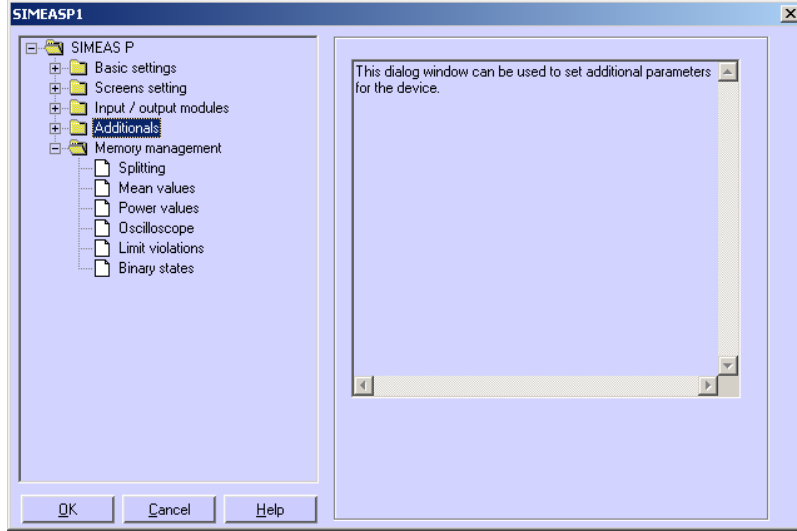 SIMEASP1
SIMEAS P
Basic settings
Screens setting
Input / output modules
Additionals
Memory management
Splitting
Mean values
Power values
Oscilloscope
Limit violations
Binary states
This dialog window can be used to set additional parameters
for the device.
OK
Cancel
Help